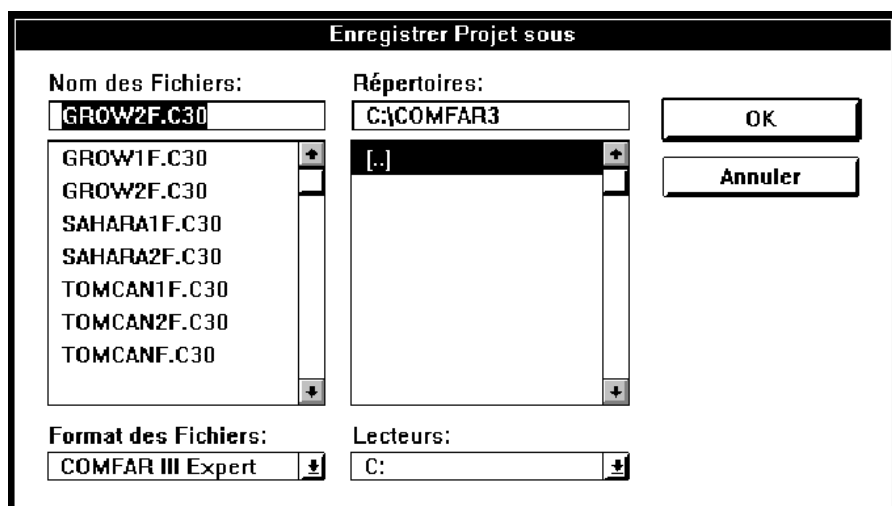 Enregistrer Projet sous
Nom des Fichiers:
GROW2F.C30
GROW1F.C30
GROW2F.C30
SAHARA1F.C30
SAHARA2F.C30
TOMCAN1F.C30
TOMCAN2F.C30
TOMCANF.C30
Format des Fichiers:
COMFAR III Expert
Répertoires:
C:\COMFAR3
[..]
Lecteurs:
C:
OK
Annuler